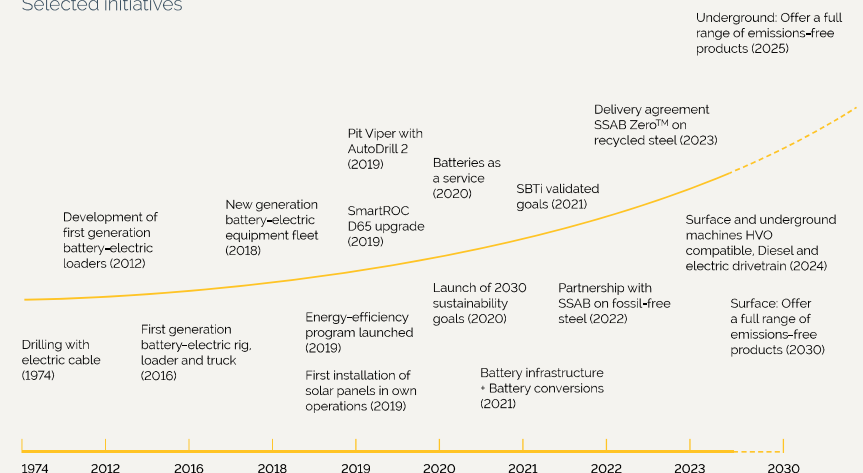 Selected initiatives
Underground: Offer a full
range of emissions-free
products (2025)
Delivery agreement
SSAB Zero™ on
recycled steel (2023)
Pit Viper with
AutoDrill 2
(2019)
Batteries as
a service
(2020)
SBTi validated
goals (2021)
New generation
battery-electric
equipment fleet
(2018)
SmartROC
D65 upgrade
(2019)
Development of
first generation
battery-electric
loaders (2012)
Surface and underground
machines HVO
compatible, Diesel and
electric drivetrain (2024)
Launch of 2030
sustainability
goals (2020)
Partnership with
SSAB on fossil-free
steel (2022)
Surface: Offer
a full range of
emissions-free
products (2030)
Energy-efficiency
program launched
(2019)
First generation
battery-electric rig,
loader and truck
(2016)
Drilling with
electric cable
(1974)
First installation of
solar panels in own
operations (2019)
Battery infrastructure
+ Battery conversions
(2021)
1974 2012 2016 2018 2019 2020 2021 2022 2023 2030